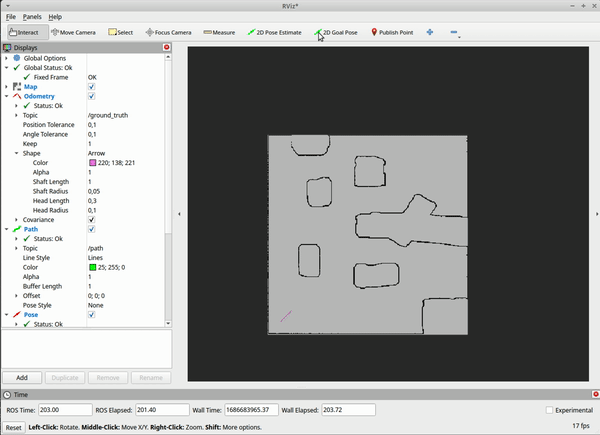 RViz*
File Panels Help
Interact Move Camera Select Focus Camera Measure 2D Pose Estimate 2D Goal Pose Publish Point
Displays
Global Options
Global Status: Ok
Fixed Frame OK
Map
Odometry
Status: Ok
Topic /ground_truth
Position Tolerance 0,1
Angle Tolerance 0,1
Keep 1
Shape Arrow
Color 220; 138; 221
Alpha 1
Shaft Length 1
Shaft Radius 0,05
Head Length 0,3
Head Radius 0,1
Covariance
Path
Status: Ok
Topic /path
Line Style Lines
Color 25; 255; 0
Alpha 1
Buffer Length 1
Offset 0; 0; 0
Pose Style None
Pose
Status: Ok
Add Duplicate Remove Rename
Time
ROS Time: 203.00 ROS Elapsed: 201.40 Wall Time: 1686683965.37 Wall Elapsed: 203.72 Experimental
Reset Left-Click: Rotate. Middle-Click: Move X/Y. Right-Click: Zoom. Shift: More options. 17 fps